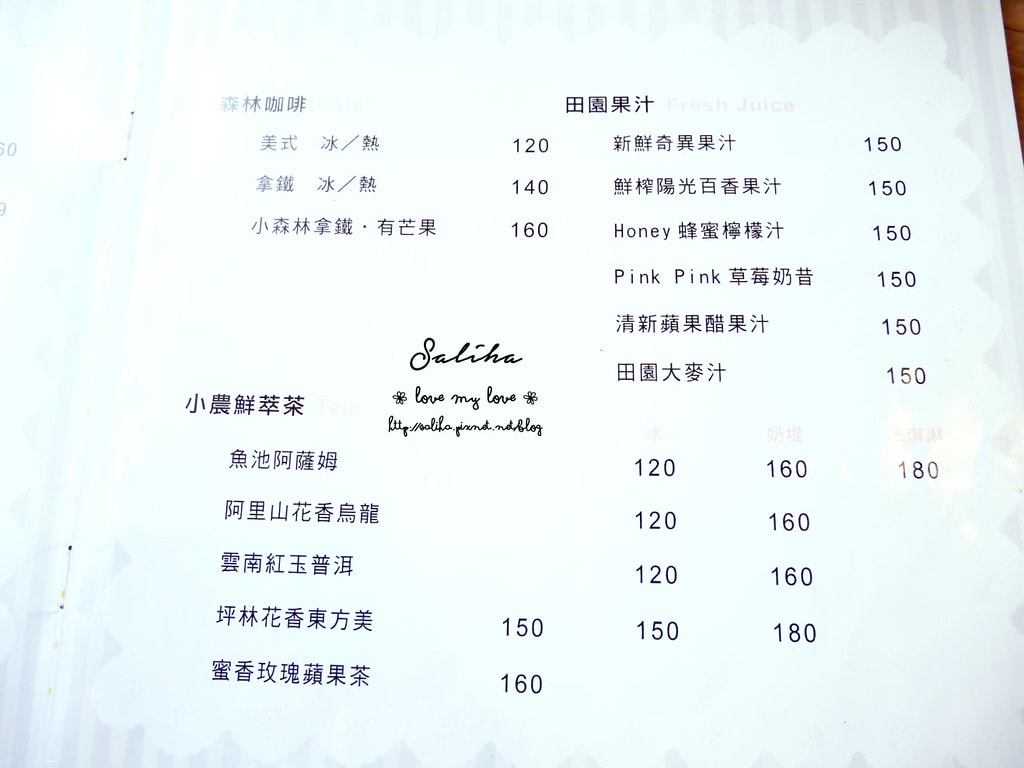 60
9
森林咖啡 Cafe
美式 冰／熱 120
拿鐵 冰／熱 140
小森林拿鐵・有芒果 160
田園果汁 Fresh Juice
新鮮奇異果汁 150
鮮榨陽光百香果汁 150
Honey 蜂蜜檸檬汁 150
Pink Pink 草莓奶昔 150
清新蘋果醋果汁 150
田園大麥汁 150
Saliha
love my love
http://saliha.pixnet.net/blog
小農鮮萃茶 Tea
冰 奶堤 淇淋
魚池阿薩姆 120 160 180
阿里山花香烏龍 120 160
雲南紅玉普洱 120 160
坪林花香東方美 150 150 180
蜜香玫瑰蘋果茶 160